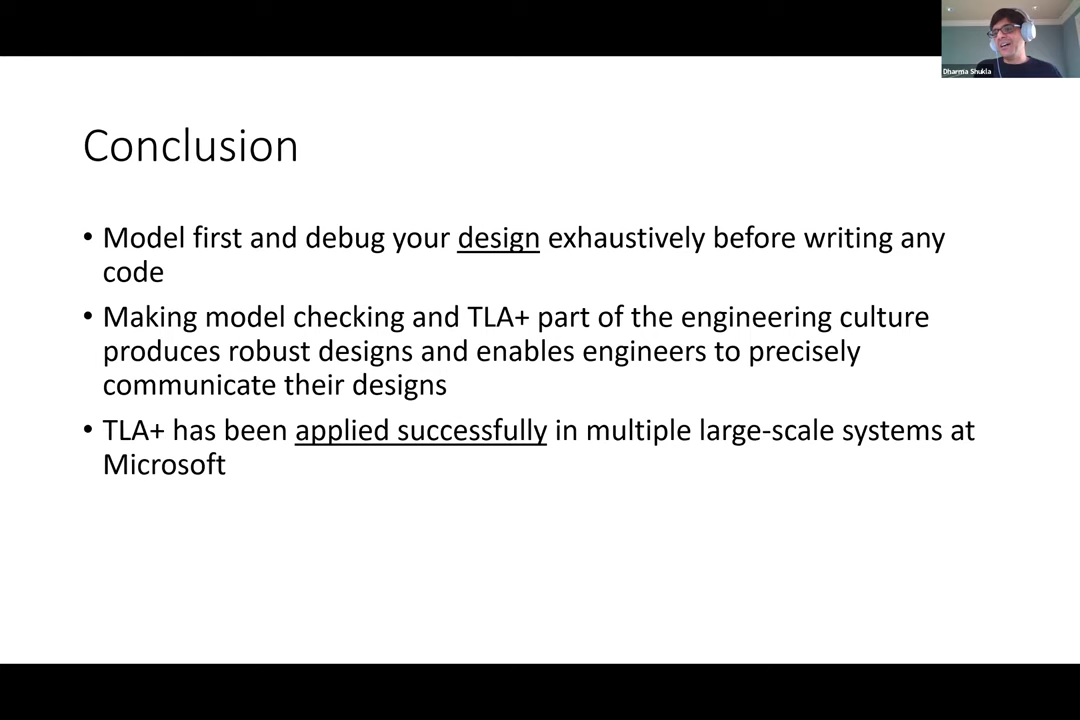 Dharma Shukla
Conclusion
• Model first and debug your design exhaustively before writing any
code
• Making model checking and TLA+ part of the engineering culture
produces robust designs and enables engineers to precisely
communicate their designs
• TLA+ has been applied successfully in multiple large-scale systems at
Microsoft